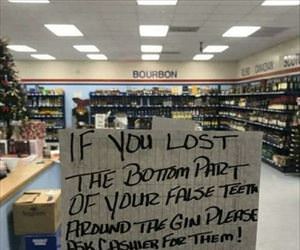 BOURBON
CANADIAN
IF YOU LOST
THE BOTTOM PART
OF YOUR FALSE TEETH
AROUND THE GIN PLEASE
ASK CASHIER FOR THEM!